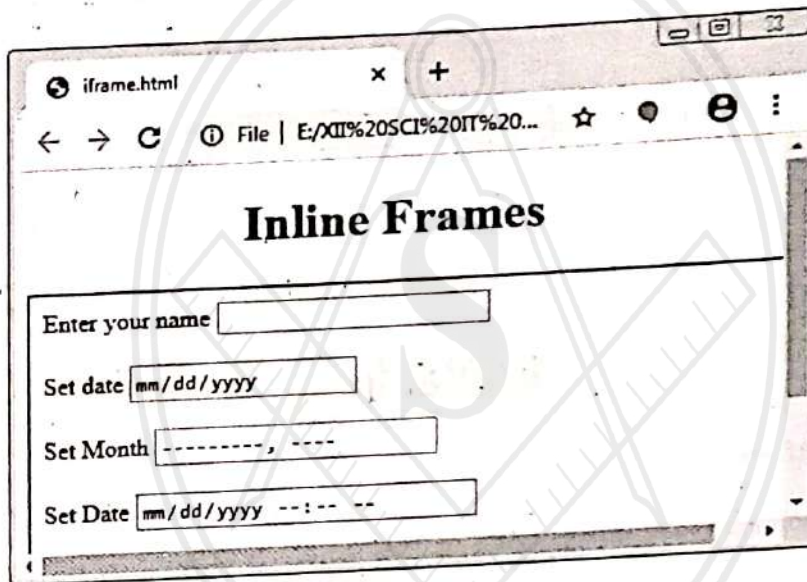 iframe.html × +
File | E:/XII%20SCI%20IT%20...
Inline Frames
Enter your name
Set date mm/dd/yyyy
Set Month ---------, ----
Set Date mm/dd/yyyy --:-- --